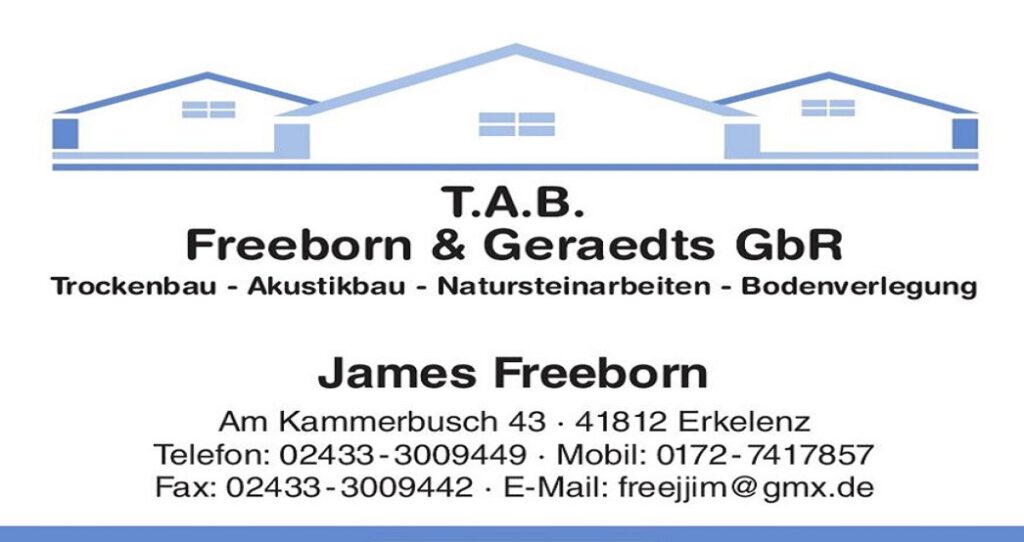 T.A.B.
Freeborn & Geraedts GbR
Trockenbau - Akustikbau - Natursteinarbeiten - Bodenverlegung
James Freeborn
Am Kammerbusch 43 · 41812 Erkelenz
Telefon: 02433-3009449 · Mobil: 0172-7417857
Fax: 02433-3009442 · E-Mail: freejjim@gmx.de